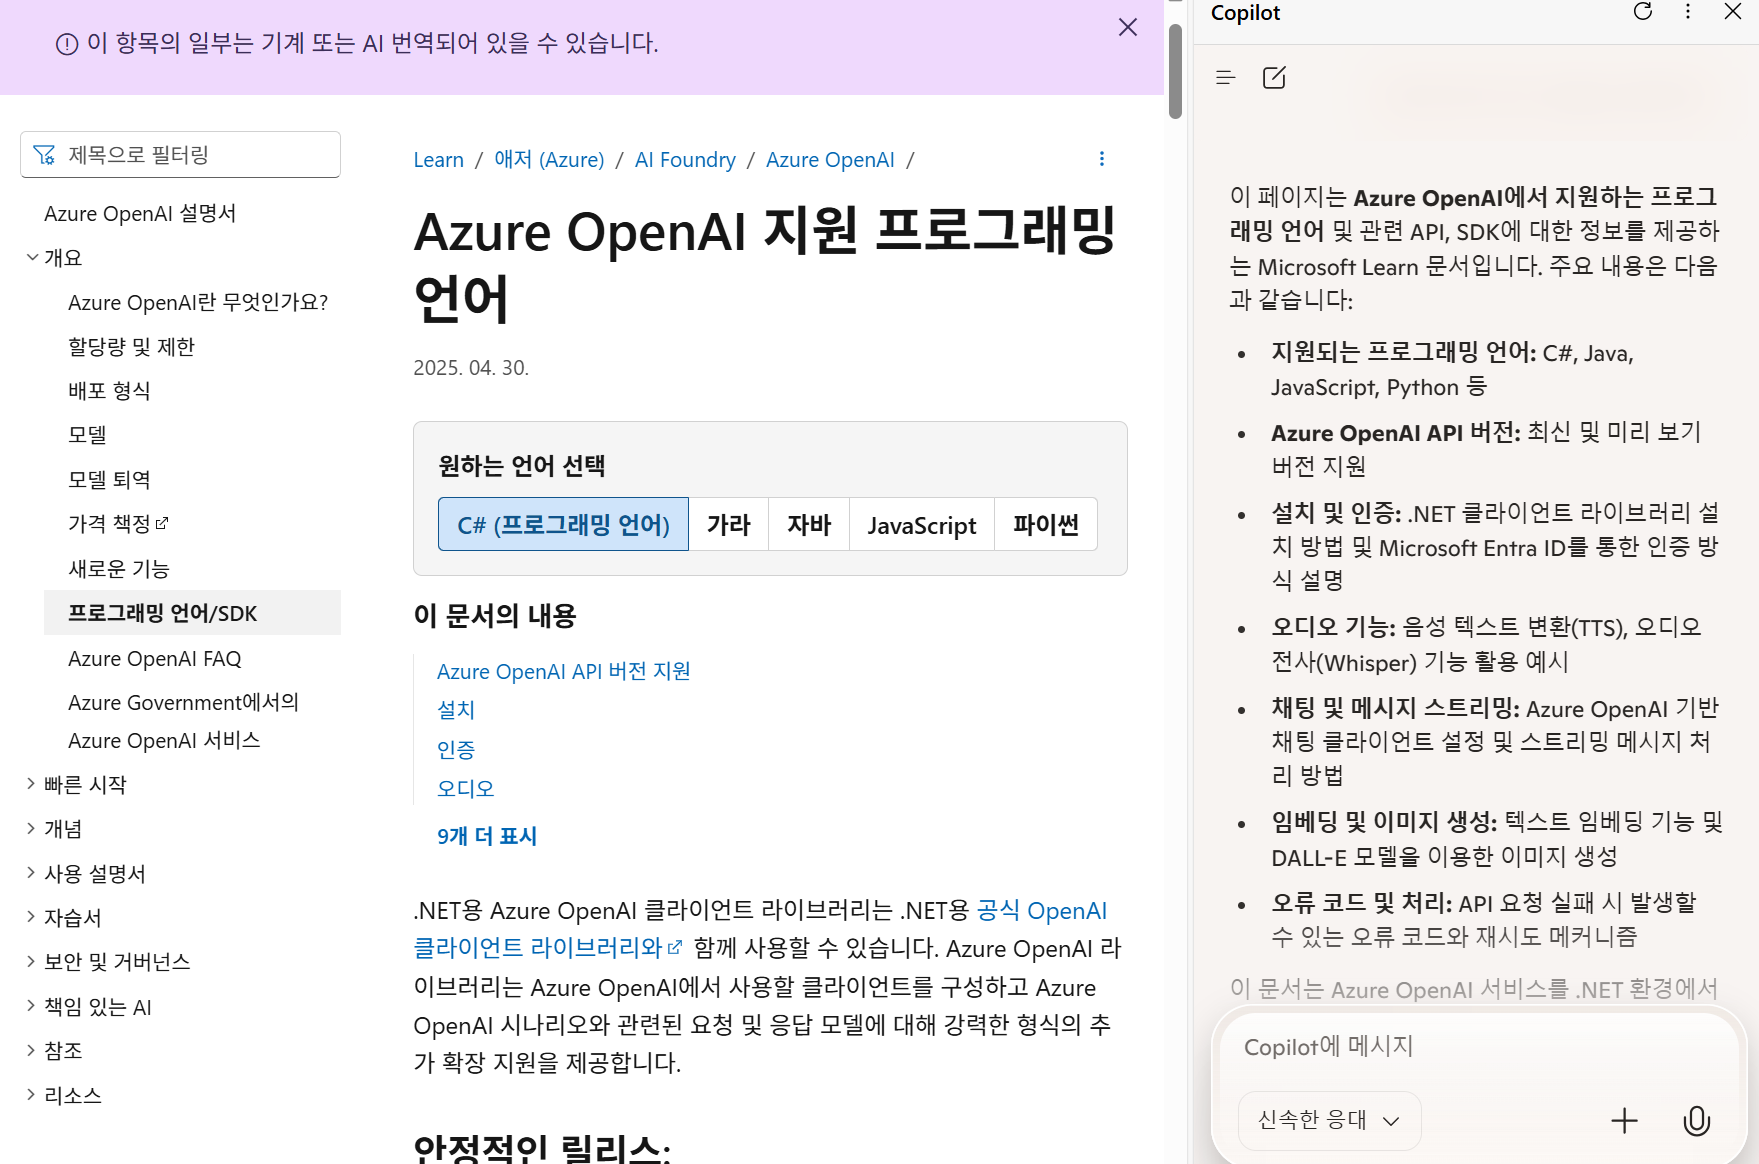 이 항목의 일부는 기계 또는 AI 번역되어 있을 수 있습니다.
제목으로 필터링
Azure OpenAI 설명서
개요
Azure OpenAI란 무엇인가요?
할당량 및 제한
배포 형식
모델
모델 퇴역
가격 책정
새로운 기능
프로그래밍 언어/SDK
Azure OpenAI FAQ
Azure Government에서의
Azure OpenAI 서비스
빠른 시작
개념
사용 설명서
자습서
보안 및 거버넌스
책임 있는 AI
참조
리소스
Learn / 애저 (Azure) / AI Foundry / Azure OpenAI /
Azure OpenAI 지원 프로그래밍
언어
2025. 04. 30.
원하는 언어 선택
C# (프로그래밍 언어) 가라 자바 JavaScript 파이썬
이 문서의 내용
Azure OpenAI API 버전 지원
설치
인증
오디오
9개 더 표시
.NET용 Azure OpenAI 클라이언트 라이브러리는 .NET용 공식 OpenAI
클라이언트 라이브러리와 함께 사용할 수 있습니다. Azure OpenAI 라
이브러리는 Azure OpenAI에서 사용할 클라이언트를 구성하고 Azure
OpenAI 시나리오와 관련된 요청 및 응답 모델에 대해 강력한 형식의 추
가 확장 지원을 제공합니다.
안정적인 릴리스:
Copilot
이 페이지는 Azure OpenAI에서 지원하는 프로그
래밍 언어 및 관련 API, SDK에 대한 정보를 제공하
는 Microsoft Learn 문서입니다. 주요 내용은 다음
과 같습니다:
• 지원되는 프로그래밍 언어: C#, Java,
JavaScript, Python 등
• Azure OpenAI API 버전: 최신 및 미리 보기
버전 지원
• 설치 및 인증: .NET 클라이언트 라이브러리 설
치 방법 및 Microsoft Entra ID를 통한 인증 방
식 설명
• 오디오 기능: 음성 텍스트 변환(TTS), 오디오
전사(Whisper) 기능 활용 예시
• 채팅 및 메시지 스트리밍: Azure OpenAI 기반
채팅 클라이언트 설정 및 스트리밍 메시지 처
리 방법
• 임베딩 및 이미지 생성: 텍스트 임베딩 기능 및
DALL-E 모델을 이용한 이미지 생성
• 오류 코드 및 처리: API 요청 실패 시 발생할
수 있는 오류 코드와 재시도 메커니즘
이 문서는 Azure OpenAI 서비스를 .NET 환경에서
Copilot에 메시지
신속한 응대